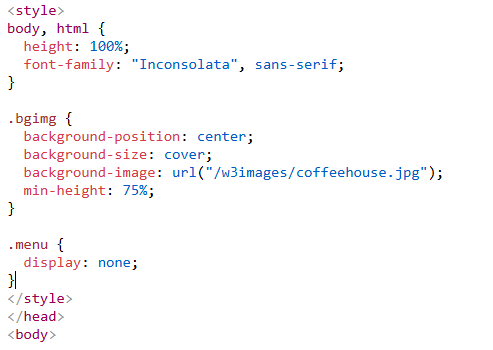 <style>
body, html {
  height: 100%;
  font-family: "Inconsolata", sans-serif;
}

.bgimg {
  background-position: center;
  background-size: cover;
  background-image: url("/w3images/coffeehouse.jpg");
  min-height: 75%;
}

.menu {
  display: none;
}
</style>
</head>
<body>